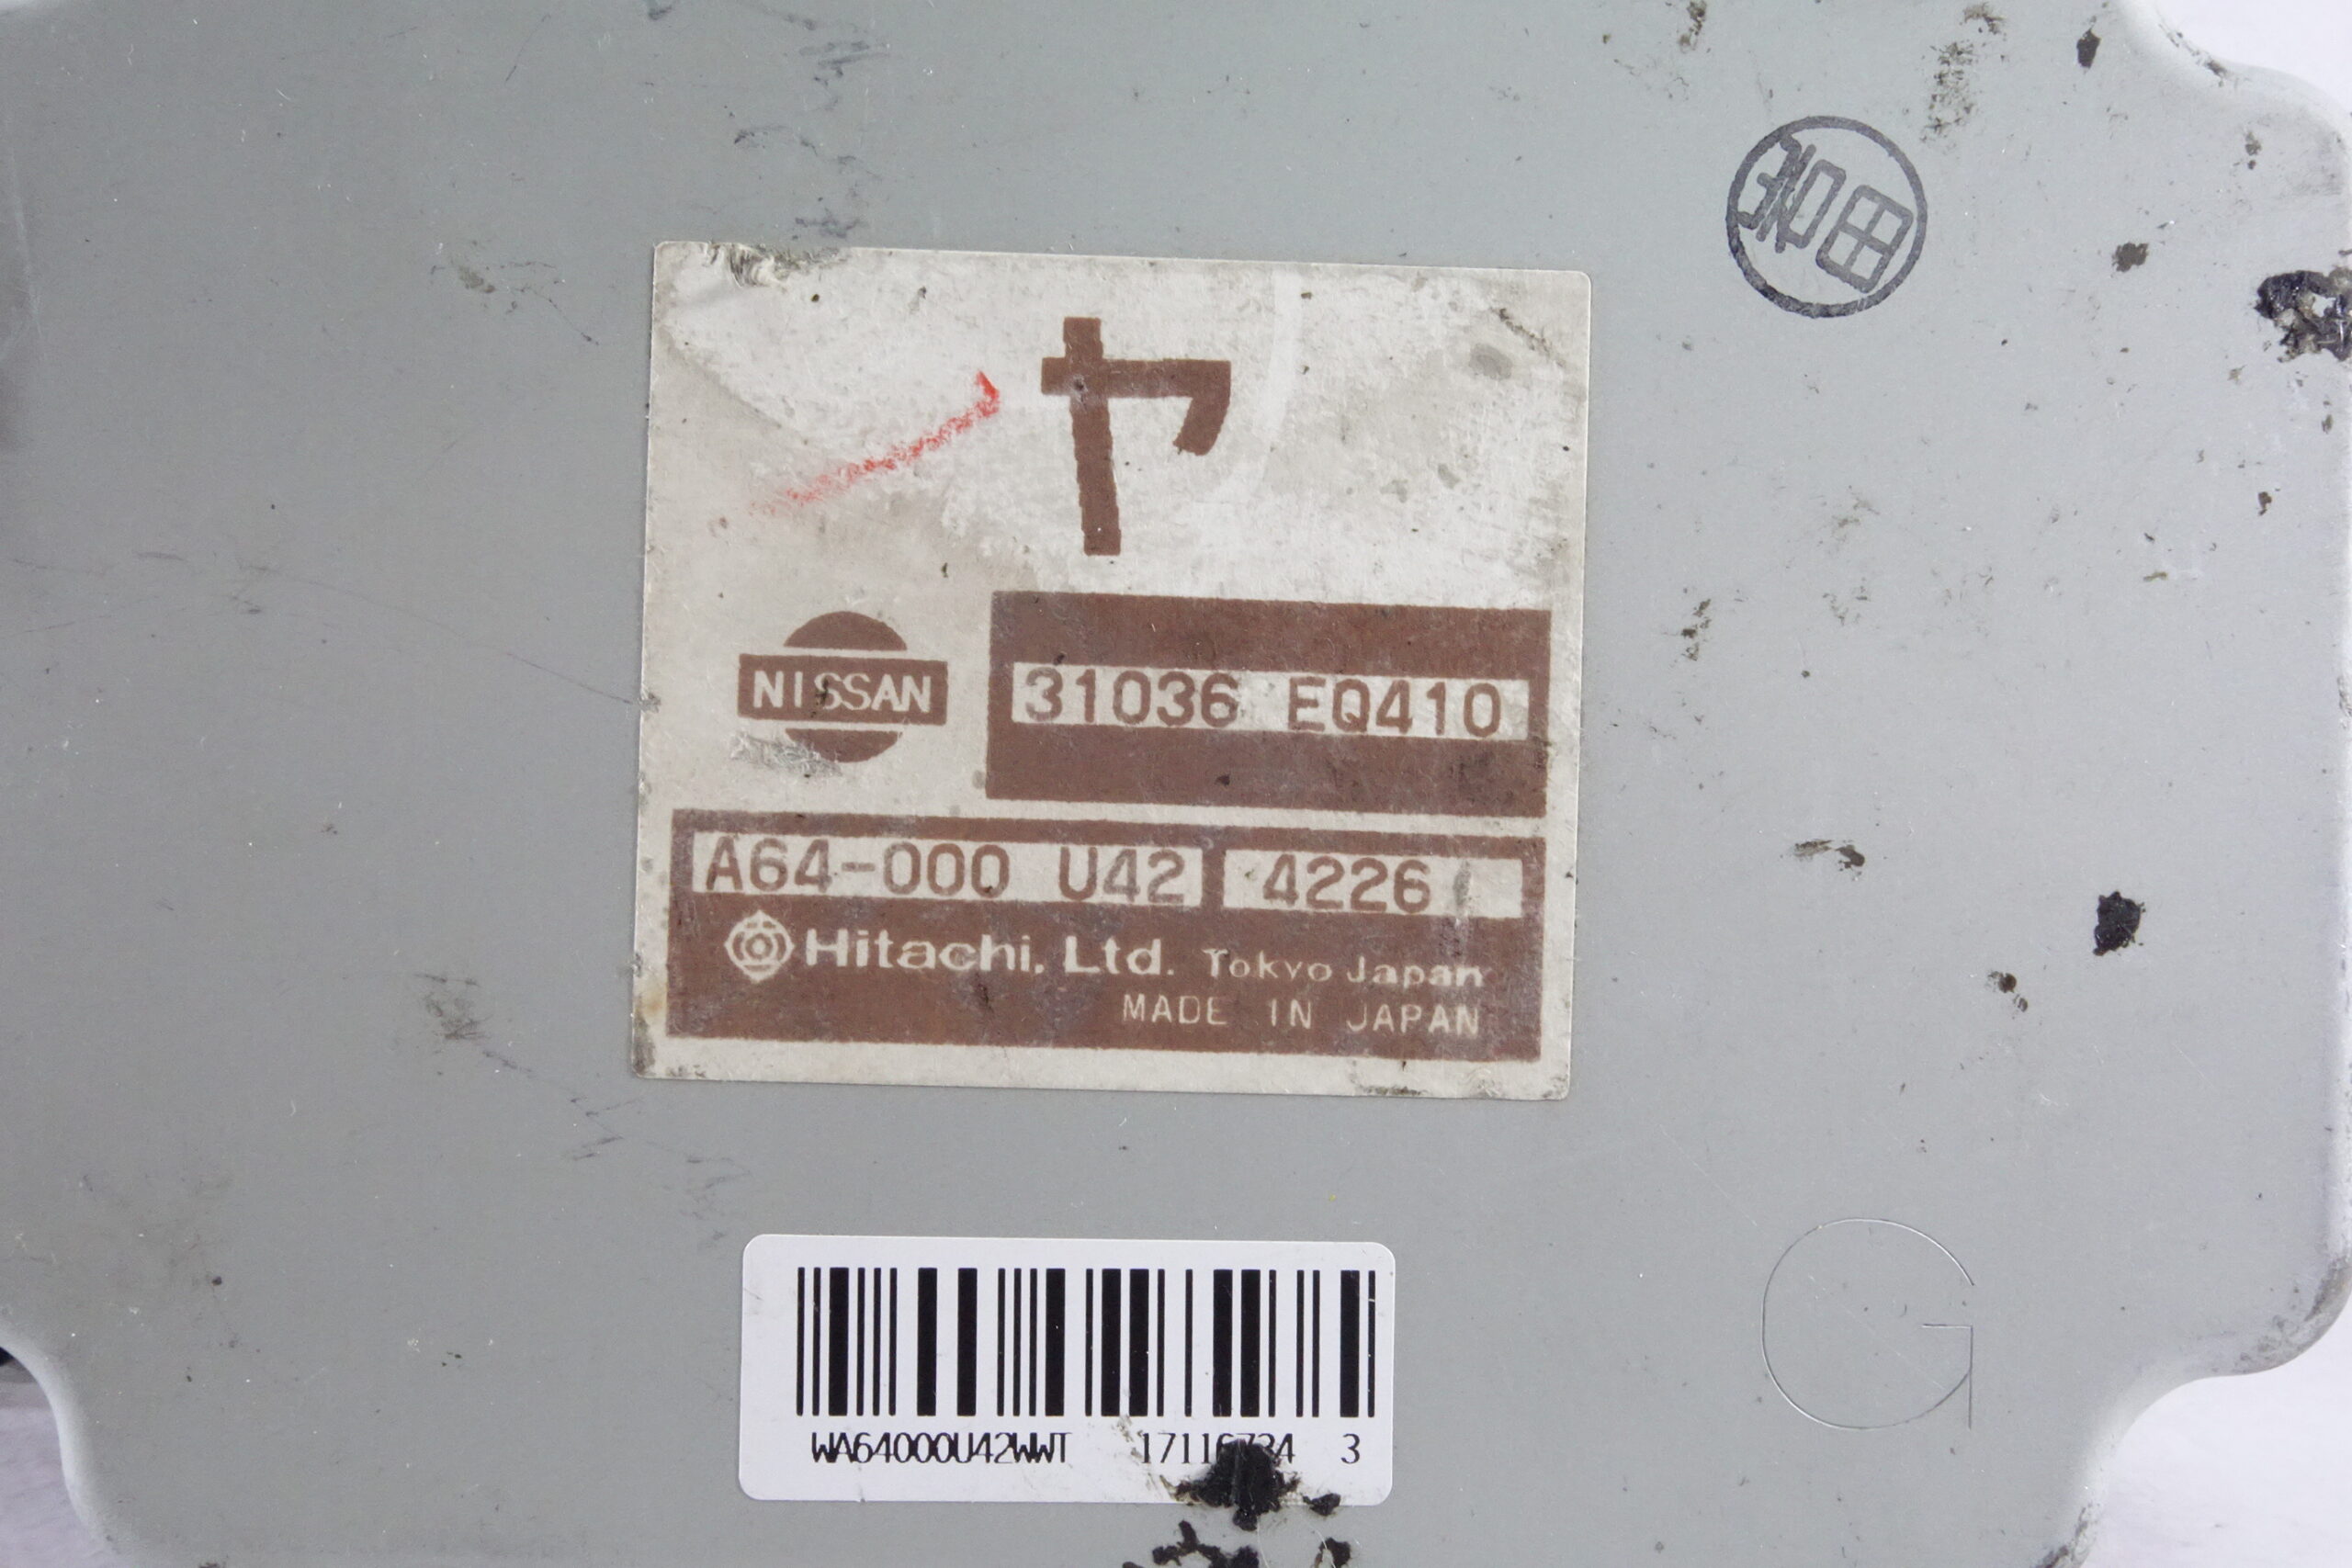 和田
ヤ
NISSAN
31036 EQ410
A64-000 U42 4226
Hitachi, Ltd. Tokyo Japan
MADE IN JAPAN
G
WA64000U42WWT 3